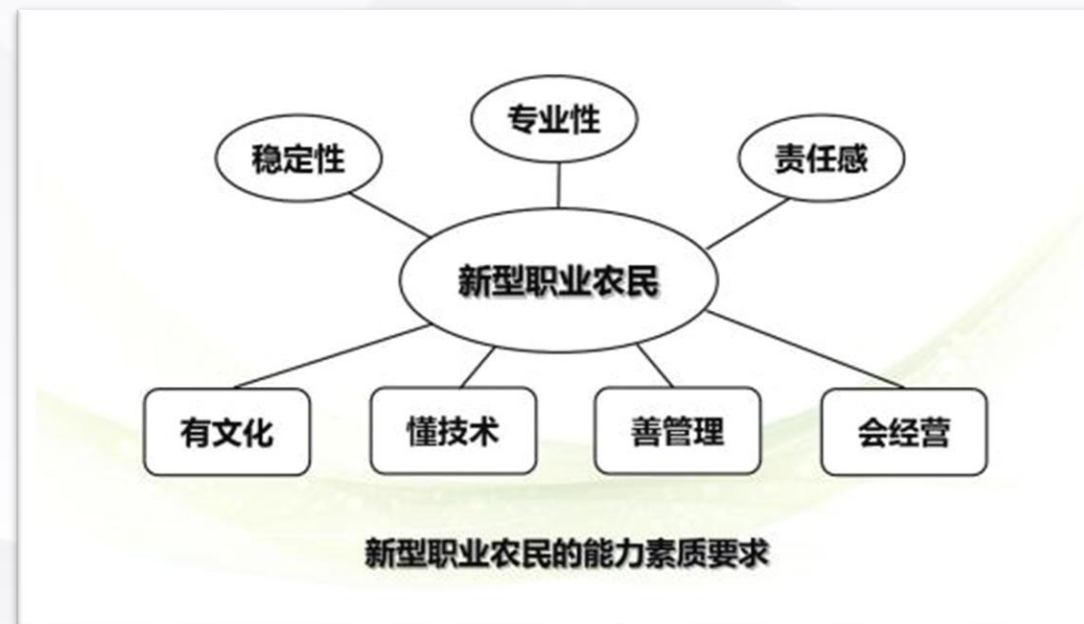 专业性
稳定性
责任感
新型职业农民
有文化
懂技术
善管理
会经营
新型职业农民的能力素质要求